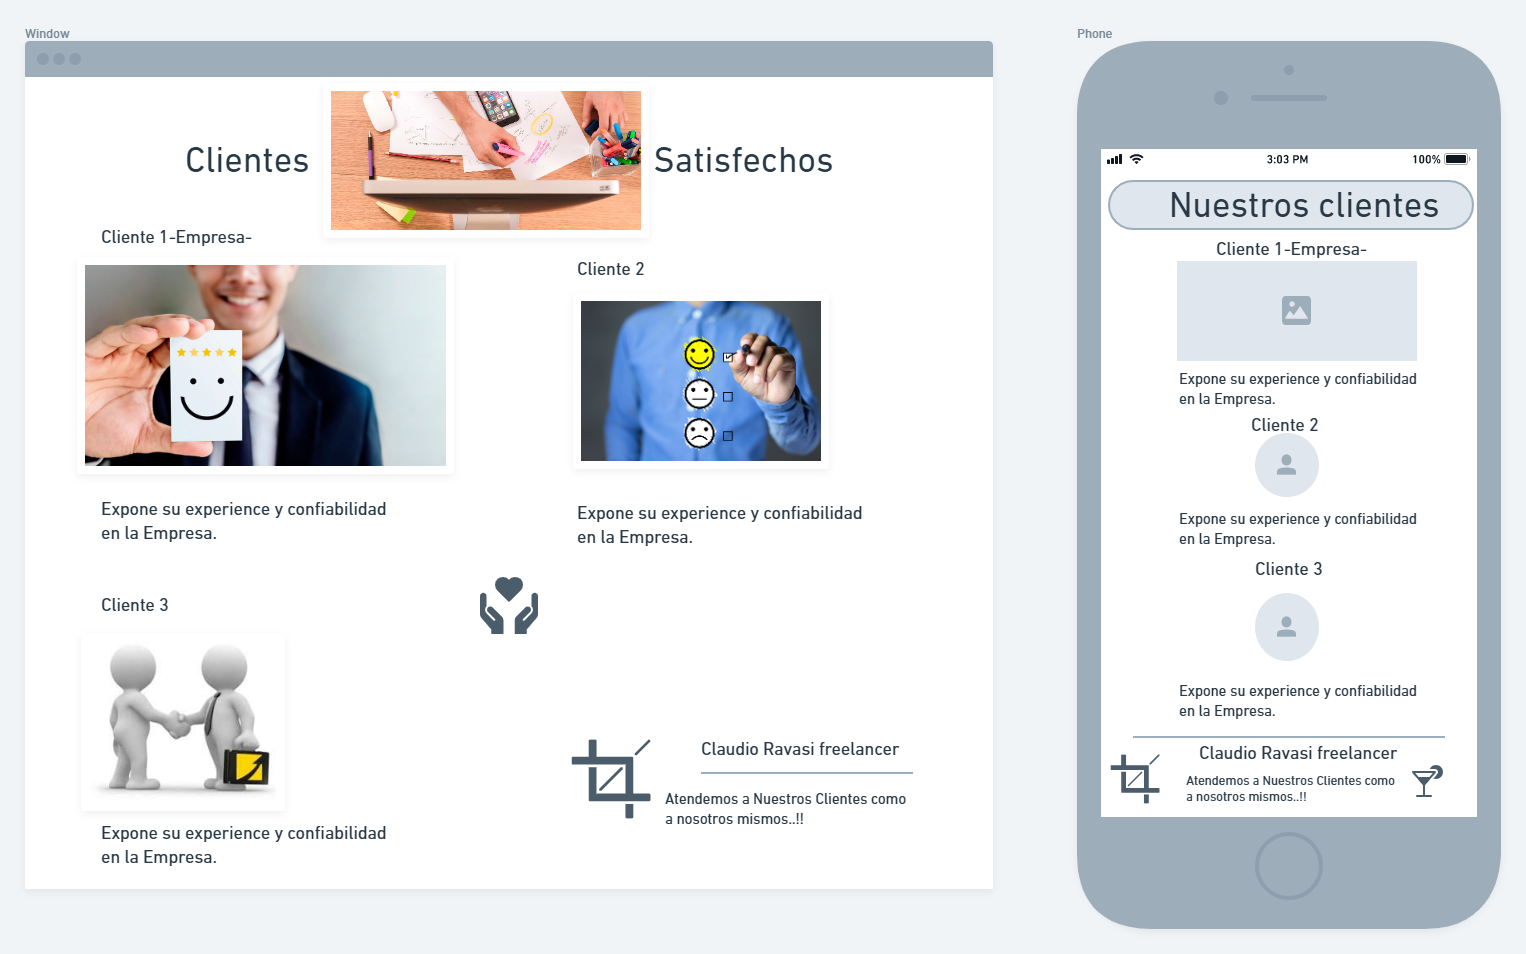 Window
Clientes
Satisfechos
Cliente 1-Empresa-
Cliente 2
Expone su experience y confiabilidad
en la Empresa.
Expone su experience y confiabilidad
en la Empresa.
Cliente 3
Expone su experience y confiabilidad
en la Empresa.
Claudio Ravasi freelancer
Atendemos a Nuestros Clientes como
a nosotros mismos..!!
Phone
3:03 PM
100%
Nuestros clientes
Cliente 1-Empresa-
Expone su experience y confiabilidad
en la Empresa.
Cliente 2
Expone su experience y confiabilidad
en la Empresa.
Cliente 3
Expone su experience y confiabilidad
en la Empresa.
Claudio Ravasi freelancer
Atendemos a Nuestros Clientes como
a nosotros mismos..!!